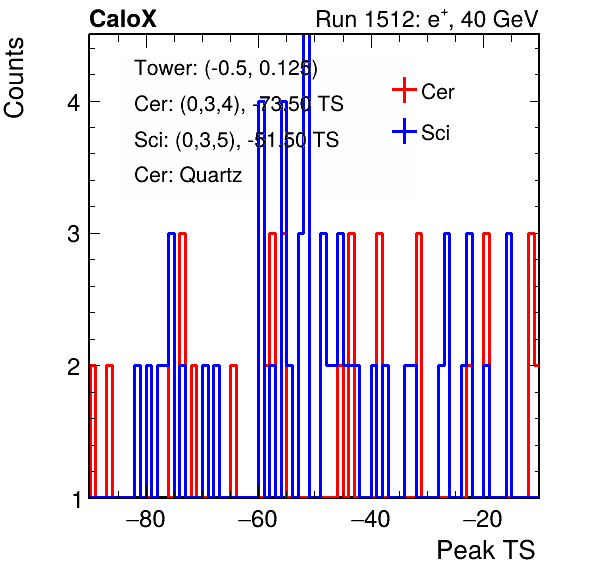 CaloX Run 1512: e+, 40 GeV
Counts
Tower: (-0.5, 0.125)
Cer: (0,3,4), -73.50 TS
Sci: (0,3,5), -51.50 TS
Cer: Quartz
Cer
Sci
4
3
2
1
−80 −60 −40 −20
Peak TS